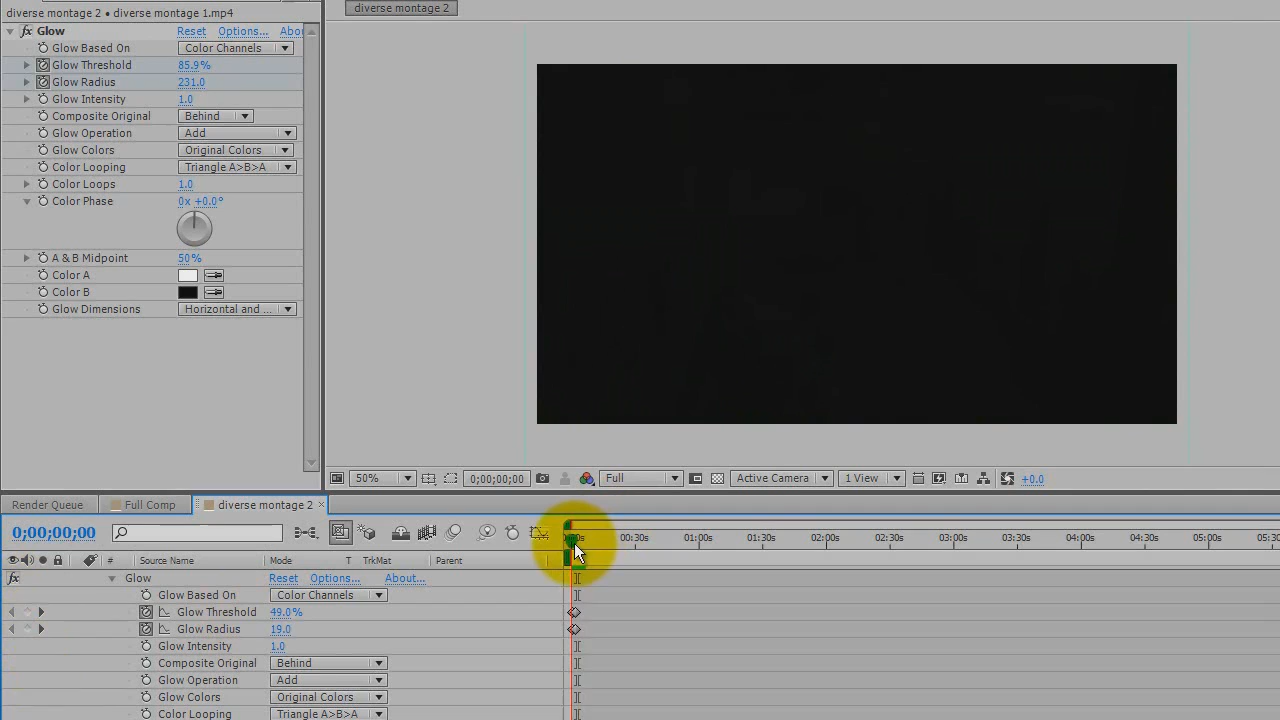 diverse montage 2 • diverse montage 1.mp4
fx Glow Reset Options... Abo
Glow Based On Color Channels
Glow Threshold 85.9%
Glow Radius 231.0
Glow Intensity 1.0
Composite Original Behind
Glow Operation Add
Glow Colors Original Colors
Color Looping Triangle A>B>A
Color Loops 1.0
Color Phase 0x +0.0°
A & B Midpoint 50%
Color A
Color B
Glow Dimensions Horizontal and ...
diverse montage 2
50% 0;00;00;00 Full Active Camera 1 View +0.0
Render Queue Full Comp diverse montage 2 ×
0;00;00;00
00:30s 01:00s 01:30s 02:00s 02:30s 03:00s 03:30s 04:00s 04:30s 05:00s 05:30
# Source Name Mode T TrkMat Parent
fx Glow Reset Options... About...
Glow Based On Color Channels
Glow Threshold 49.0%
Glow Radius 19.0
Glow Intensity 1.0
Composite Original Behind
Glow Operation Add
Glow Colors Original Colors
Color Looping Triangle A>B>A